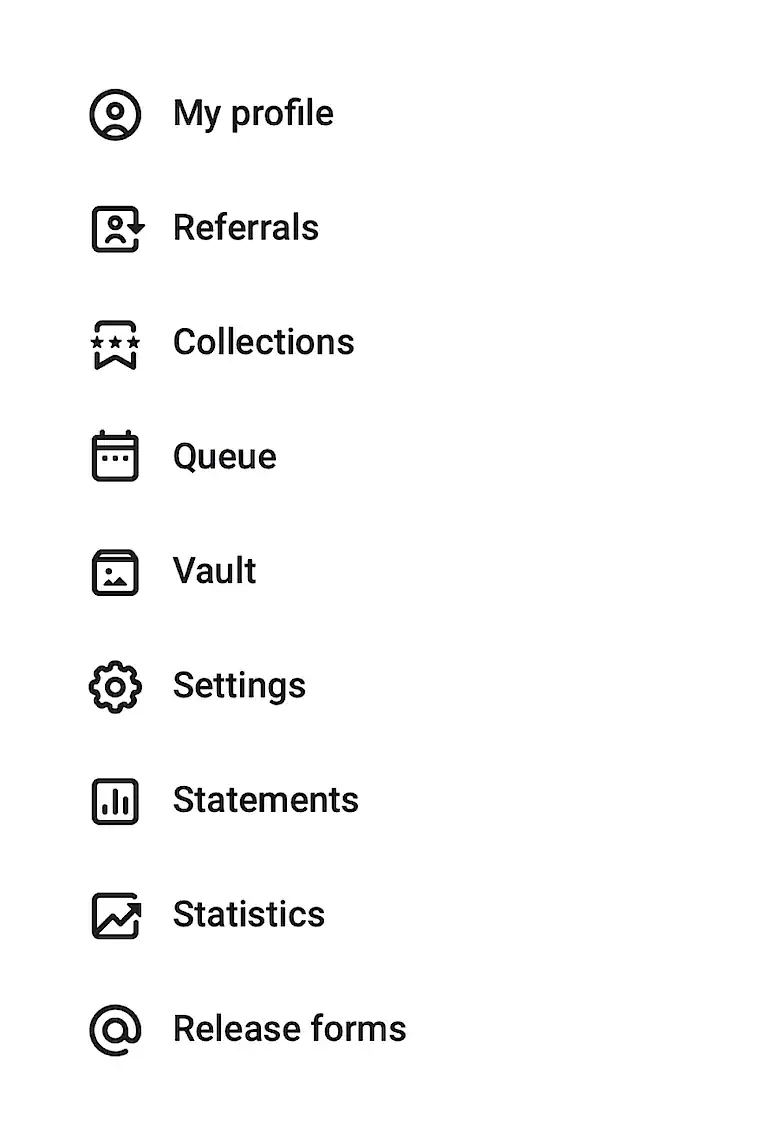 My profile
Referrals
Collections
Queue
Vault
Settings
Statements
Statistics
Release forms